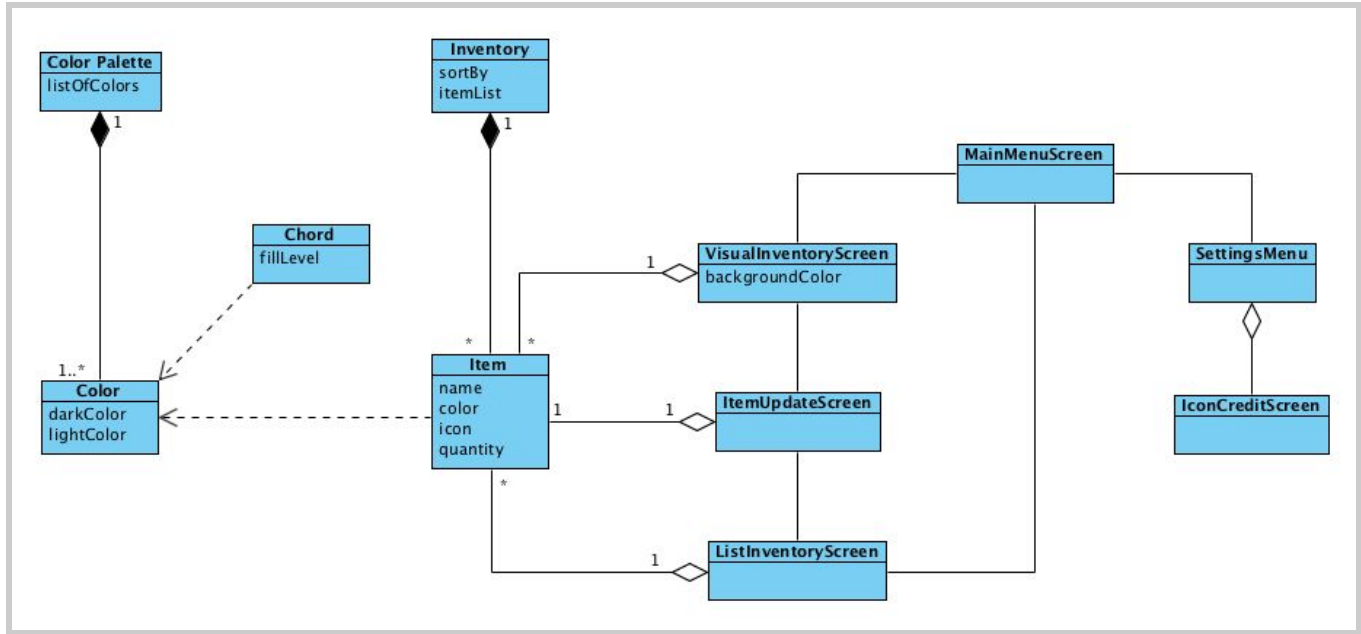 Color Palette
listOfColors
1
1..*
Color
darkColor
lightColor
Chord
fillLevel
Inventory
sortBy
itemList
1
*
*
Item
name
color
icon
quantity
*
1
1
1
1
VisualInventoryScreen
backgroundColor
ItemUpdateScreen
ListInventoryScreen
MainMenuScreen
SettingsMenu
IconCreditScreen